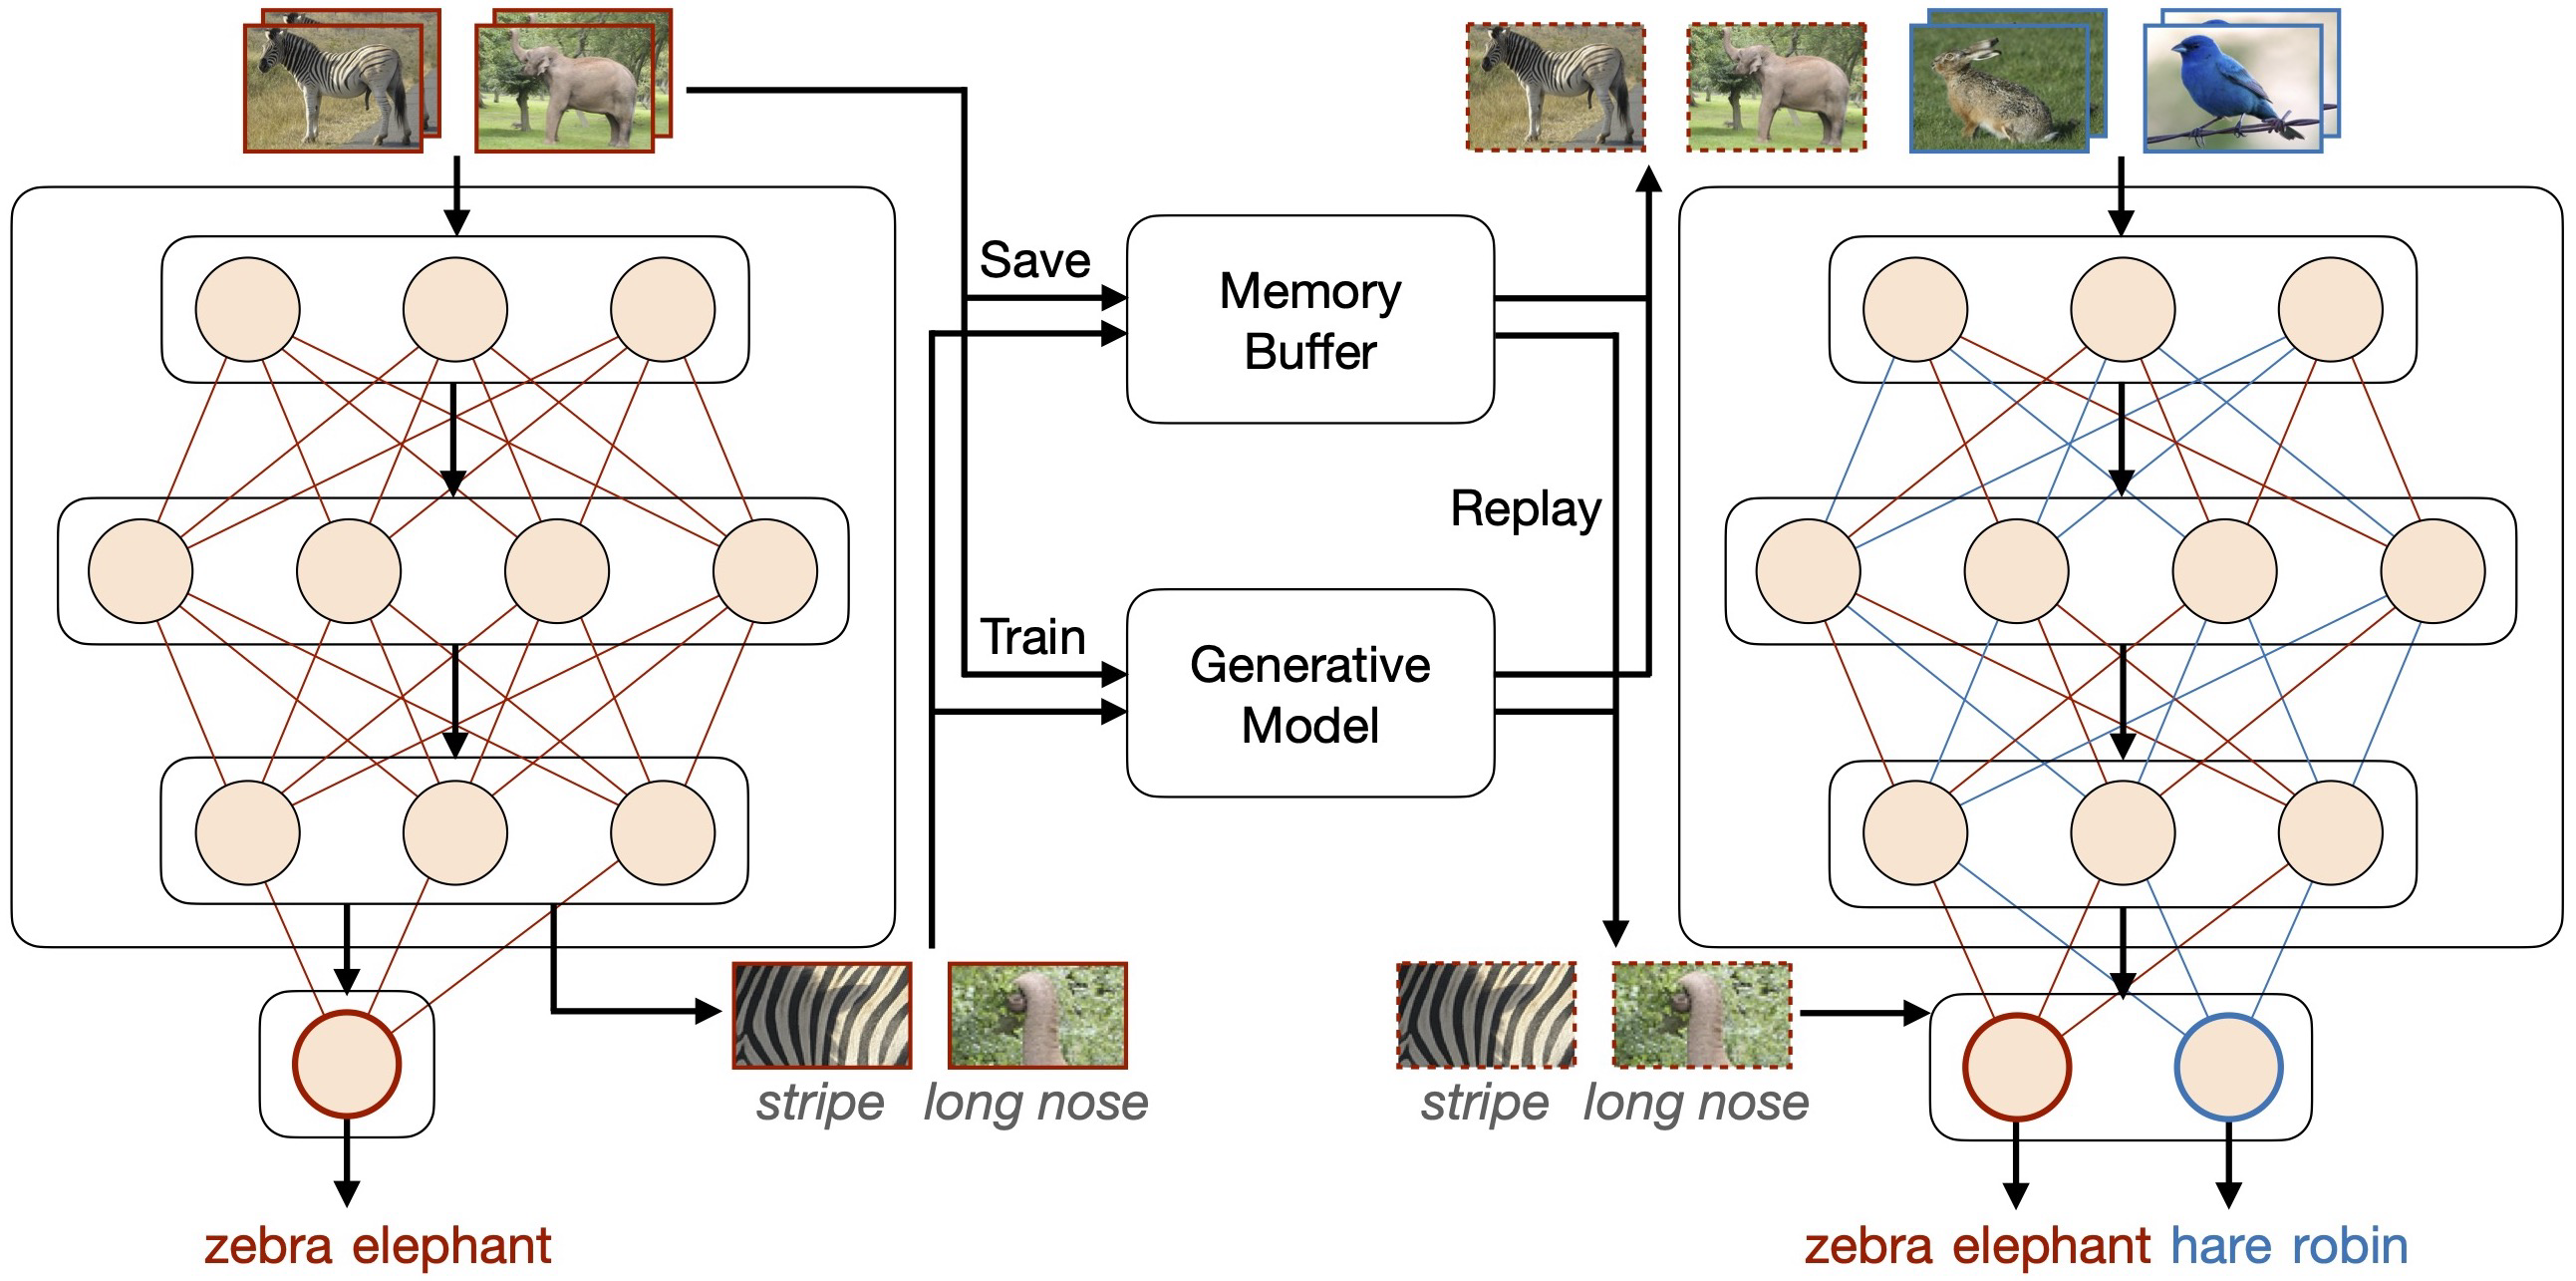 Save
Memory
Buffer
Replay
Train
Generative
Model
stripe long nose
stripe long nose
zebra elephant
zebra elephant hare robin